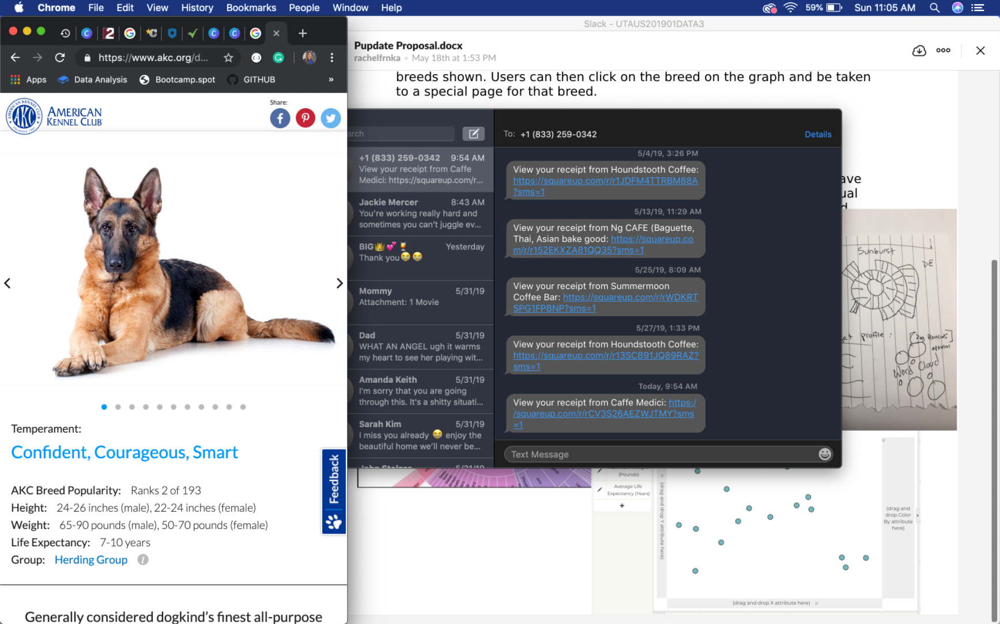 Chrome File Edit View History Bookmarks People Window Help
59% Sun 11:05 AM
https://www.akc.org/d...
Apps Data Analysis Bootcamp.spot GITHUB »
AKC
AMERICAN
KENNEL CLUB
Share:
Temperament:
Confident, Courageous, Smart
AKC Breed Popularity: Ranks 2 of 193
Height: 24-26 inches (male), 22-24 inches (female)
Weight: 65-90 pounds (male), 50-70 pounds (female)
Life Expectancy: 7-10 years
Group: Herding Group
Feedback
Generally considered dogkind's finest all-purpose
Slack - UTAUS201901DATA3
Pupdate Proposal.docx
rachelfrnka • May 18th at 1:53 PM
breeds shown. Users can then click on the breed on the graph and be taken
to a special page for that breed.
arch
+1 (833) 259-0342 9:54 AM
View your receipt from Caffe
Medici: https://squareup.com/r...
Jackie Mercer 8:43 AM
You're working really hard and
sometimes you can't juggle ev...
BIG👑💕🍷 Yesterday
Thank you😭😭
Mommy 5/31/19
Attachment: 1 Movie
Dad 5/31/19
WHAT AN ANGEL ugh it warms
my heart to see her playing wit...
Amanda Keith 5/31/19
I'm sorry that you are going
through this. It's a shitty situati...
Sarah Kim 5/31/19
I miss you already 😭 enjoy the
beautiful home we'll never be...
To: +1 (833) 259-0342 Details
5/4/19, 3:26 PM
View your receipt from Houndstooth Coffee:
https://squareup.com/r/r1JDFM4TTRBM88A
?sms=1
5/13/19, 11:29 AM
View your receipt from Ng CAFE (Baguette,
Thai, Asian bake good: https://squareup.co
m/r/r152EKXZA81QQ35?sms=1
5/25/19, 8:09 AM
View your receipt from Summermoon
Coffee Bar: https://squareup.com/r/rWDKRT
SPG1FPBNP?sms=1
5/27/19, 1:33 PM
View your receipt from Houndstooth Coffee:
https://squareup.com/r/r13SCB91JQ89RAZ?
sms=1
Today, 9:54 AM
View your receipt from Caffe Medici: https:/
/squareup.com/r/rCV3S26AEZWJTMY?sms
=1
Text Message
Sunburst
profile:
Word Cloud
(Pounds)
Average Life
Expectancy (Years)
+
(drag and drop Y attribute here)
(drag and
drop Color
By attribute
here)
(drag and drop X attribute here)